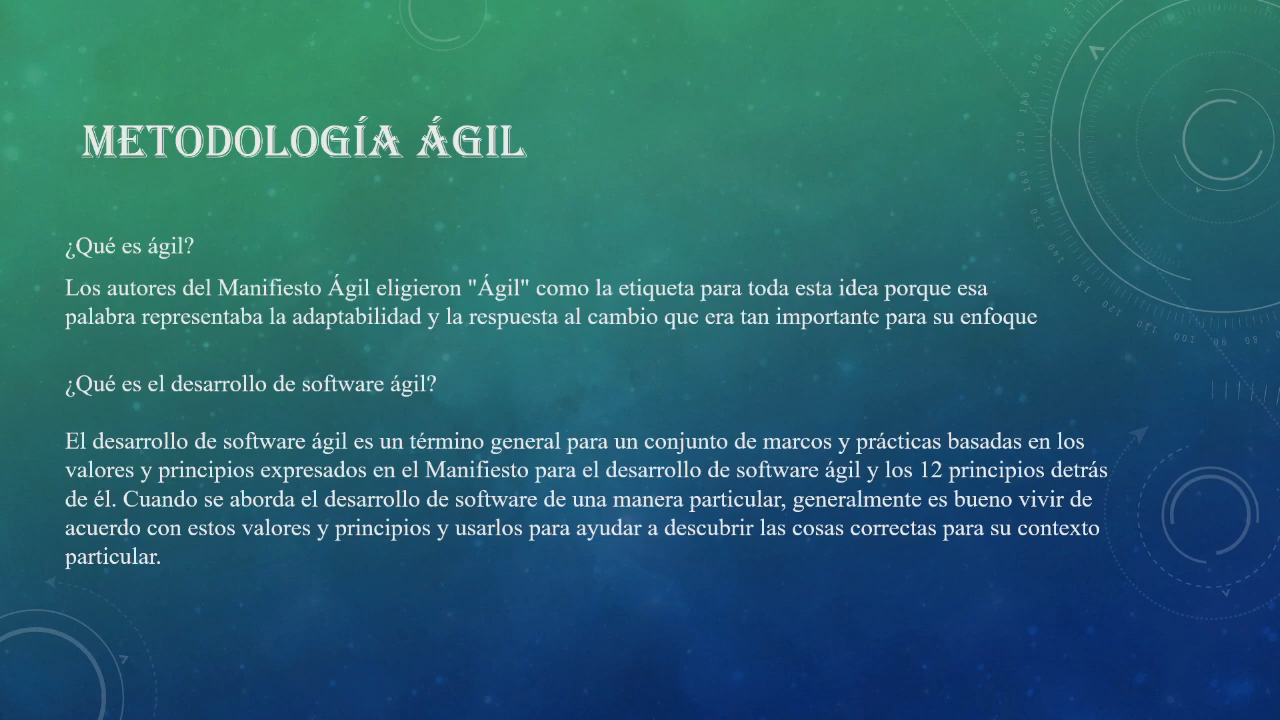 METODOLOGÍA ÁGIL
¿Qué es ágil?
Los autores del Manifiesto Ágil eligieron "Ágil" como la etiqueta para toda esta idea porque esa
palabra representaba la adaptabilidad y la respuesta al cambio que era tan importante para su enfoque
¿Qué es el desarrollo de software ágil?
El desarrollo de software ágil es un término general para un conjunto de marcos y prácticas basadas en los
valores y principios expresados en el Manifiesto para el desarrollo de software ágil y los 12 principios detrás
de él. Cuando se aborda el desarrollo de software de una manera particular, generalmente es bueno vivir de
acuerdo con estos valores y principios y usarlos para ayudar a descubrir las cosas correctas para su contexto
particular.